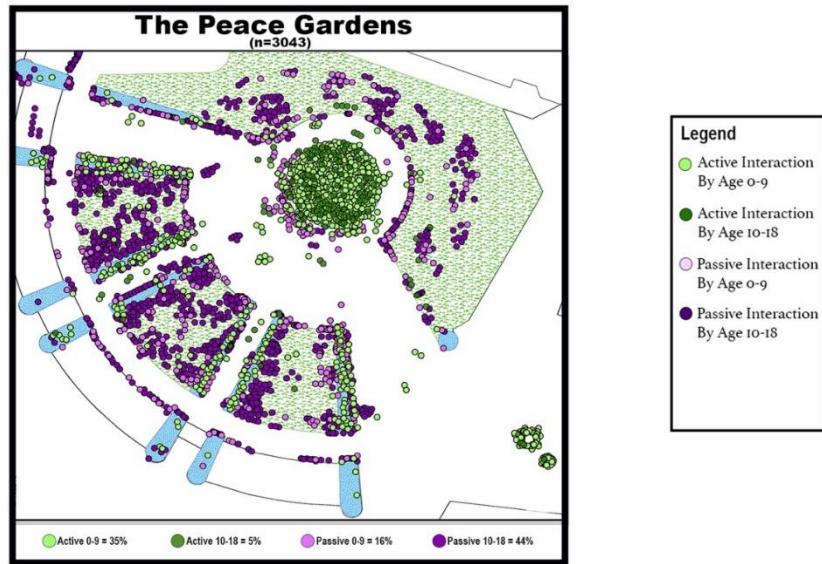 The Peace Gardens
(n=3043)
Active 0-9 = 35%
Active 10-18 = 5%
Passive 0-9 = 16%
Passive 10-18 = 44%
Legend
Active Interaction
By Age 0-9
Active Interaction
By Age 10-18
Passive Interaction
By Age 0-9
Passive Interaction
By Age 10-18